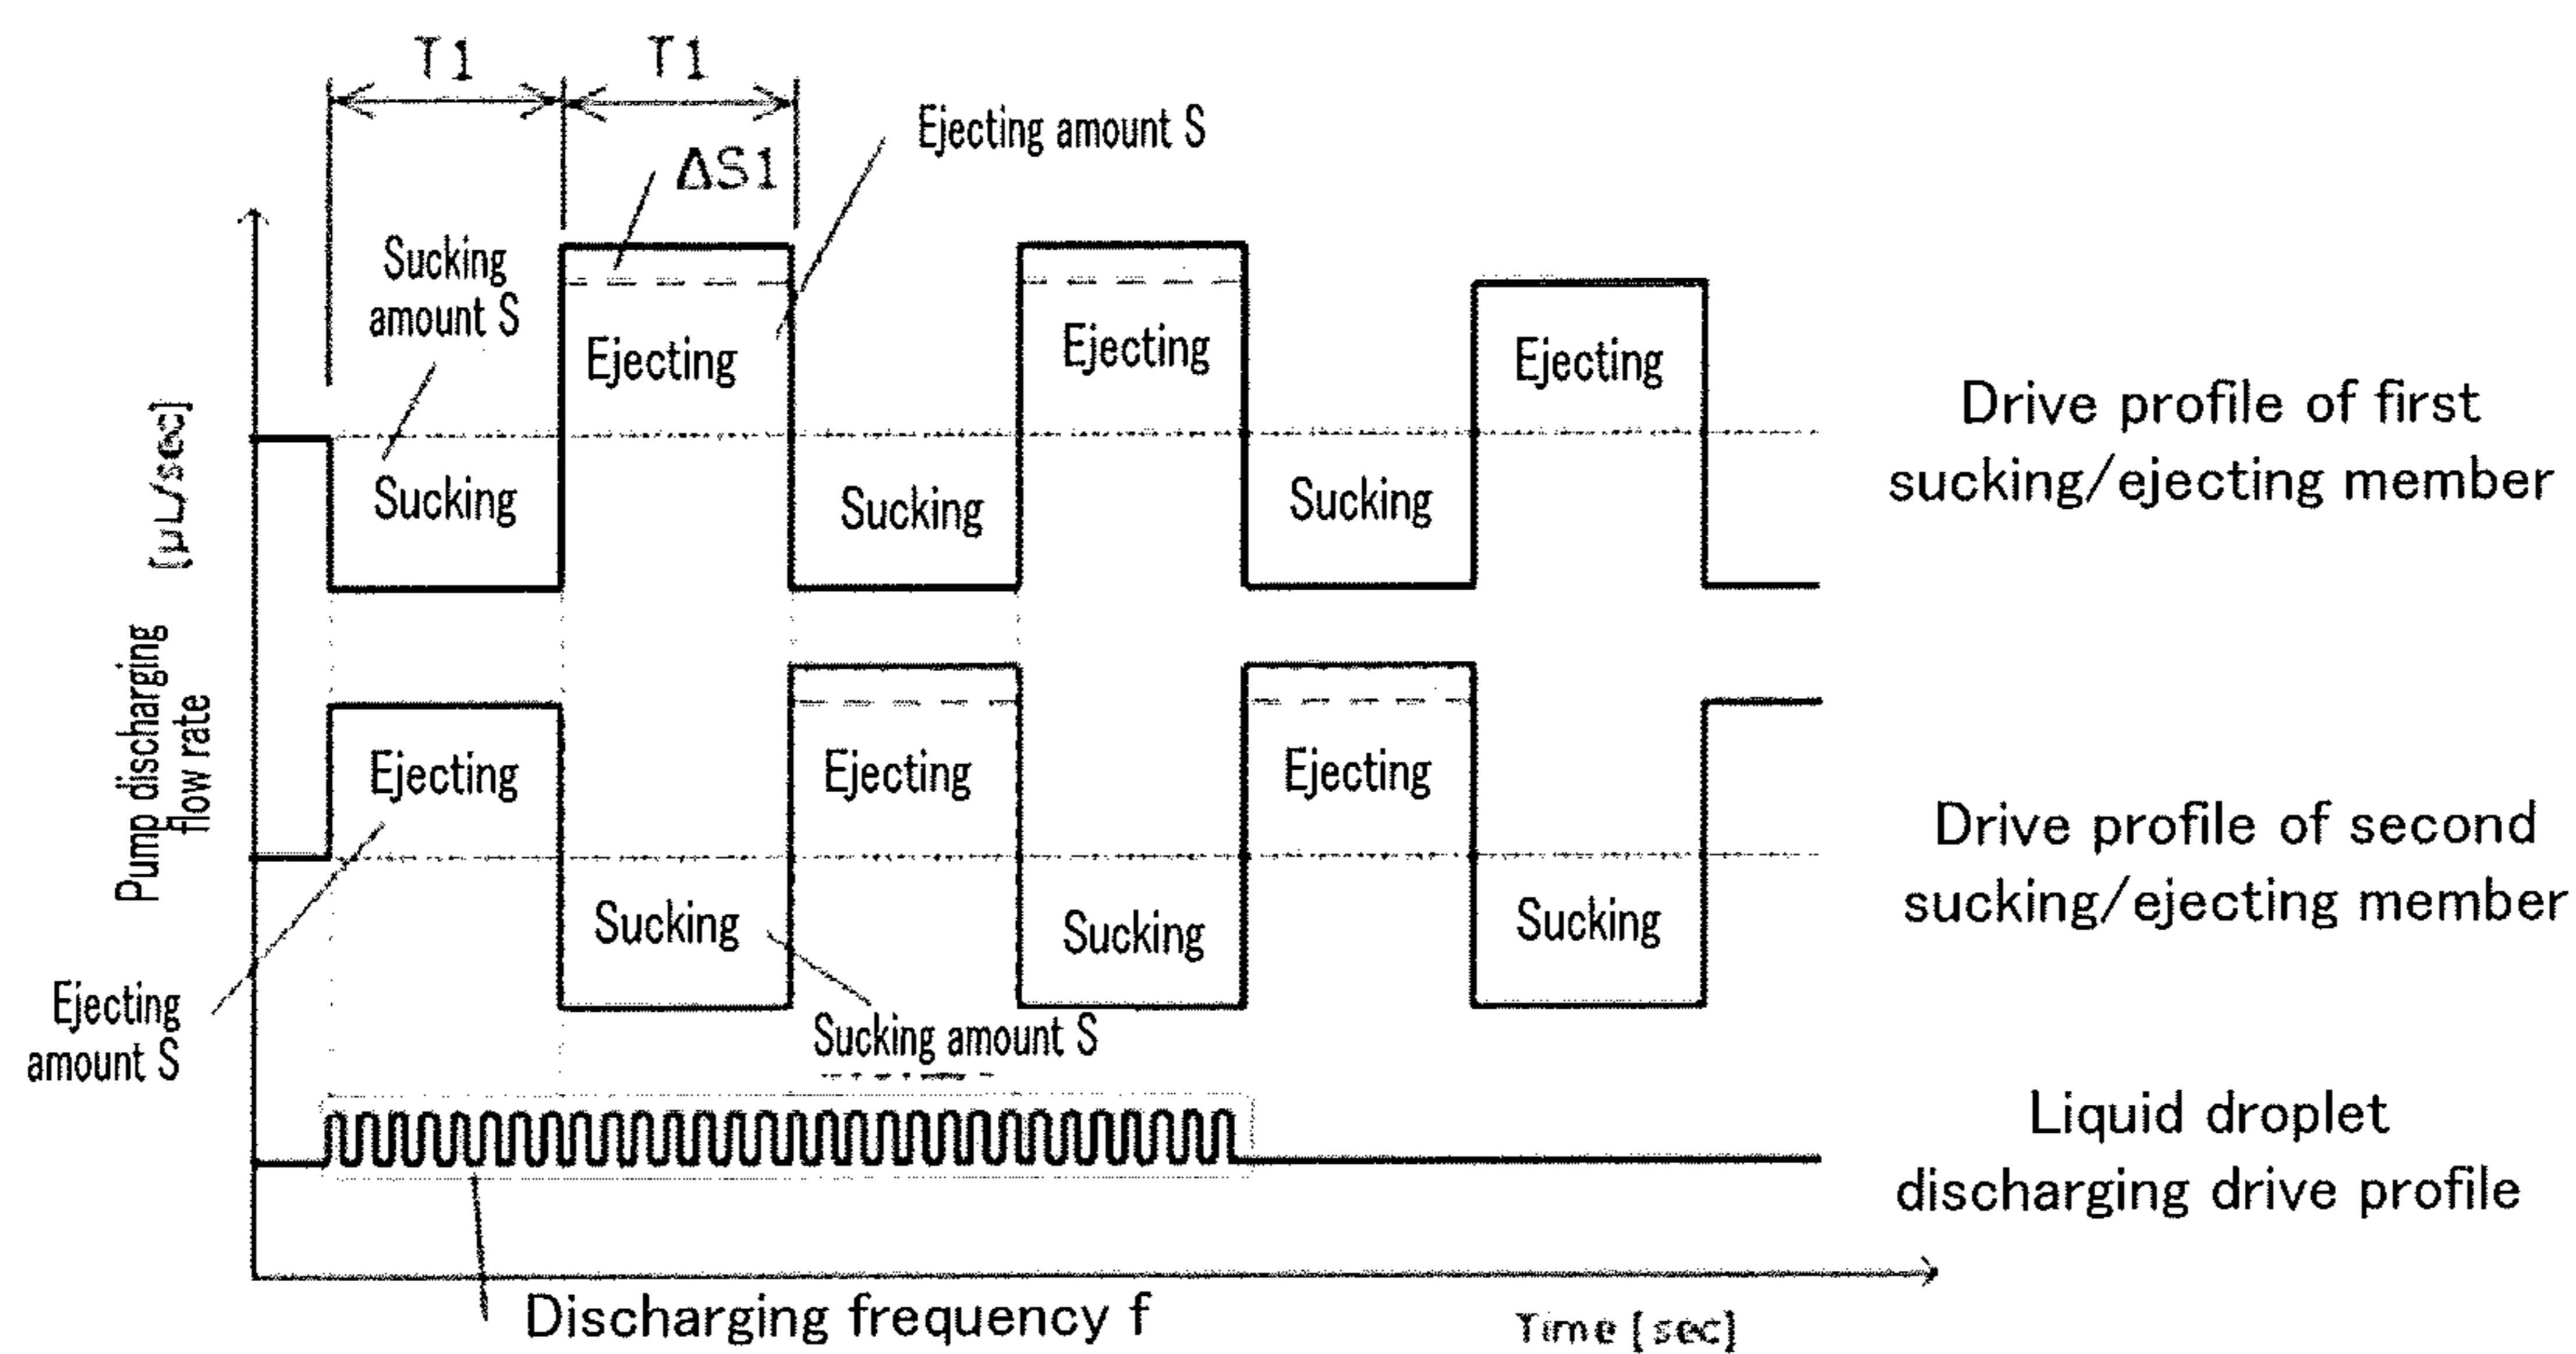 T1
T1
Ejecting amount S
ΔS1
Sucking
amount S
Ejecting
Ejecting
Ejecting
Sucking
Sucking
Sucking
Drive profile of first
sucking/ejecting member
Pump discharging
flow rate
[μL/sec]
Ejecting
Ejecting
Ejecting
Sucking
Sucking
Sucking
Drive profile of second
sucking/ejecting member
Ejecting
amount S
Sucking amount S
Liquid droplet
discharging drive profile
Discharging frequency f
Time [sec]